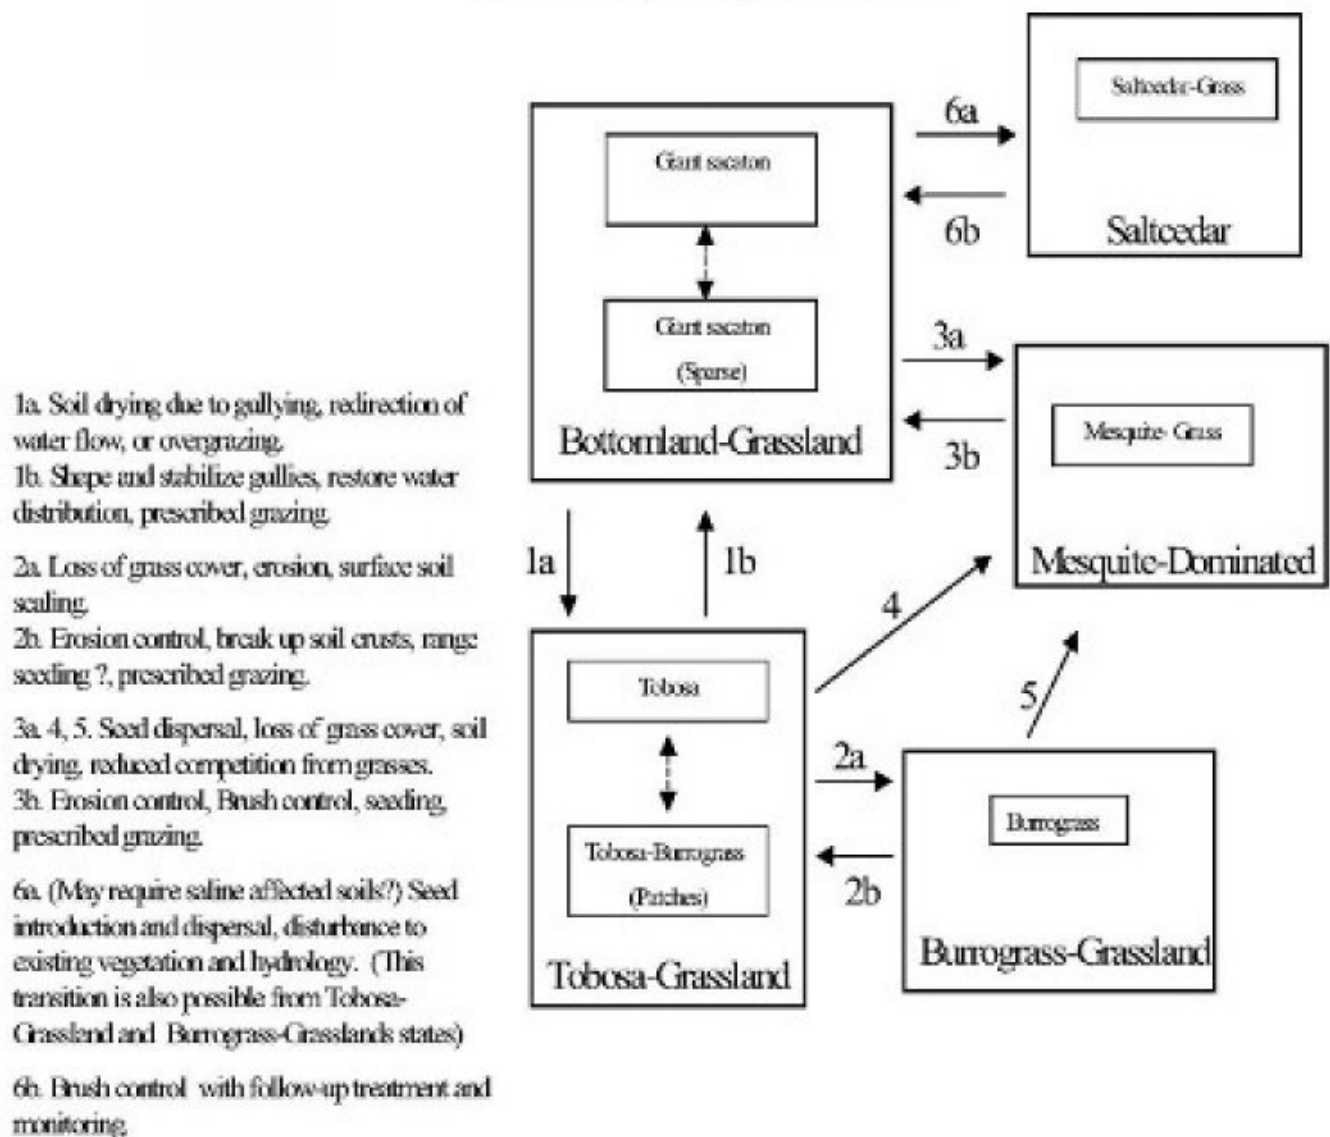 Saltcedar-Grass
6a
Giant sacaton
6b
Saltcedar
Giant sacaton
(Sparse)
3a
Mesquite- Grass
Bottomland-Grassland
3b
Mesquite-Dominated
1a. Soil drying due to gullying, redirection of
water flow, or overgrazing.
1b. Shape and stabilize gullies, restore water
distribution, prescribed grazing.
2a. Loss of grass cover, erosion, surface soil
sealing.
2b. Erosion control, break up soil crusts, range
seeding ?, prescribed grazing.
3a. 4, 5. Seed dispersal, loss of grass cover, soil
drying, reduced competition from grasses.
3b. Erosion control, Brush control, seeding,
prescribed grazing.
6a. (May require saline affected soils?) Seed
introduction and dispersal, disturbance to
existing vegetation and hydrology. (This
transition is also possible from Tobosa-
Grassland and Burrograss-Grasslands states)
6b. Brush control with follow-up treatment and
monitoring.
1a
1b
4
Tobosa
5
2a
Burrograss
Tobosa-Burrograss
(Patches)
2b
Tobosa-Grassland
Burrograss-Grassland